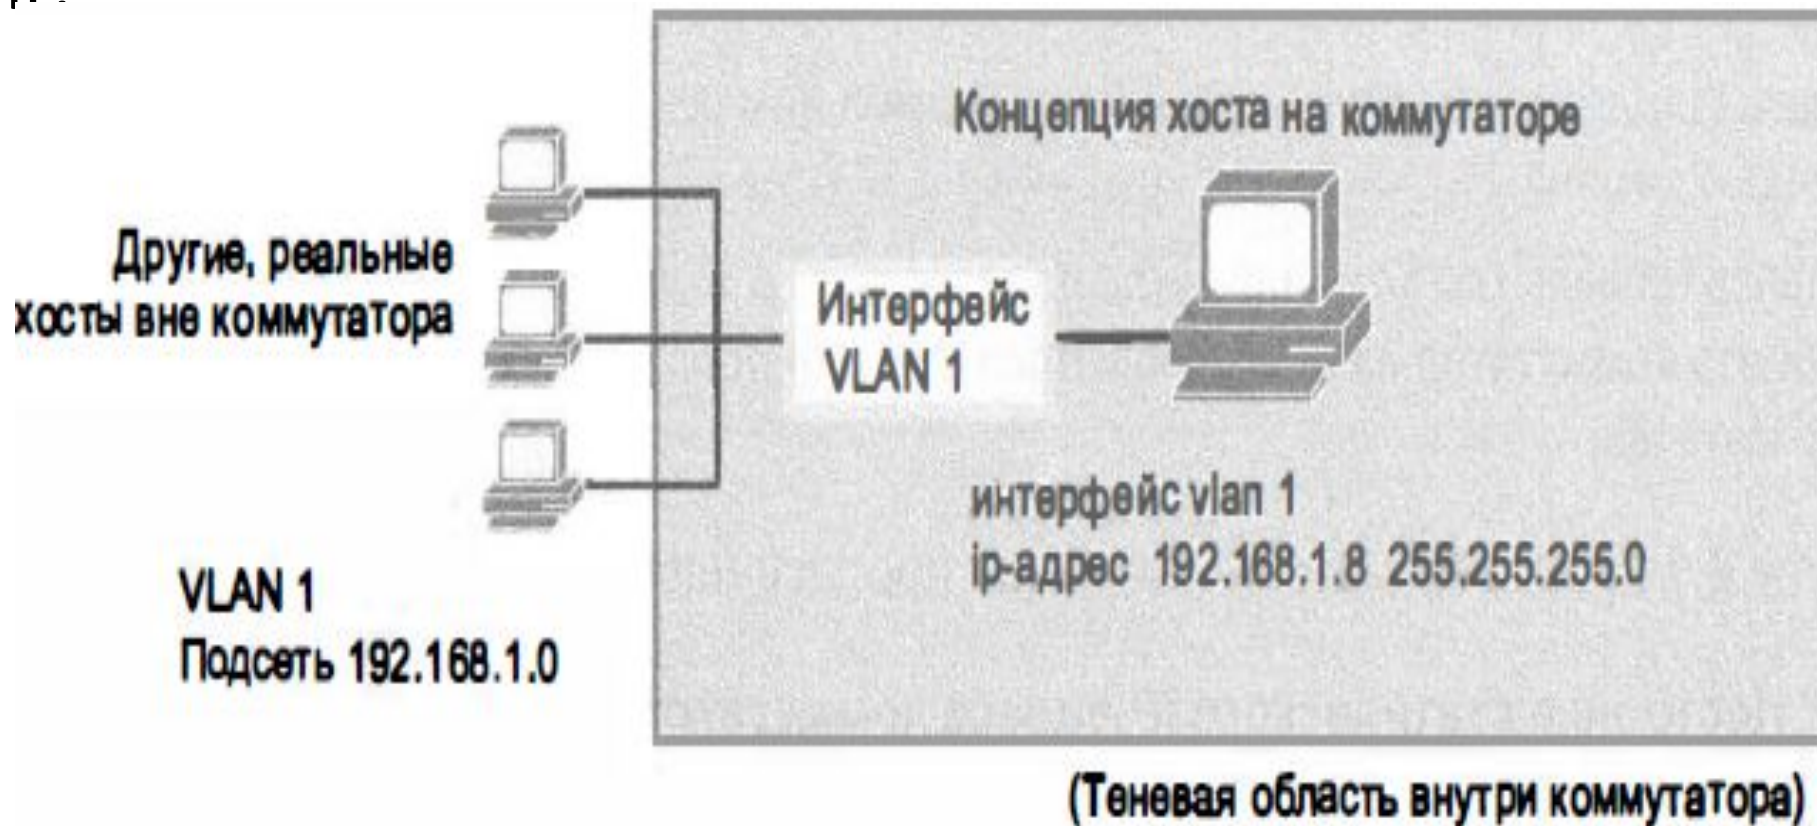 Концепция хоста на коммутаторе
Другие, реальные
хосты вне коммутатора
Интерфейс
VLAN 1
интерфейс vlan 1
ip-адрес 192.168.1.8 255.255.255.0
VLAN 1
Подсеть 192.168.1.0
(Теневая область внутри коммутатора)